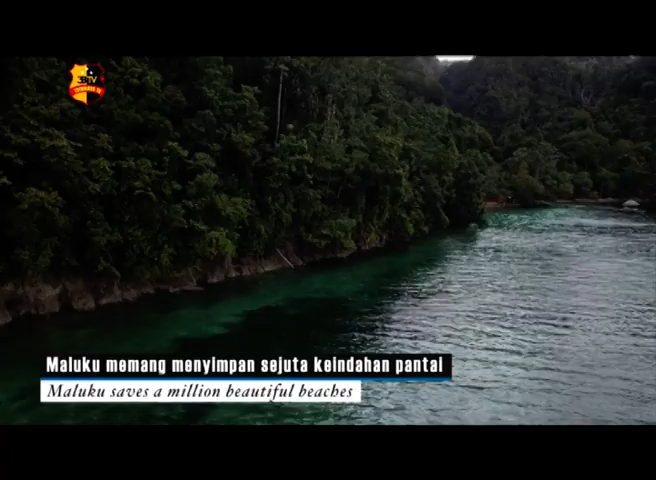 Maluku memang menyimpan sejuta keindahan pantai
Maluku saves a million beautiful beaches